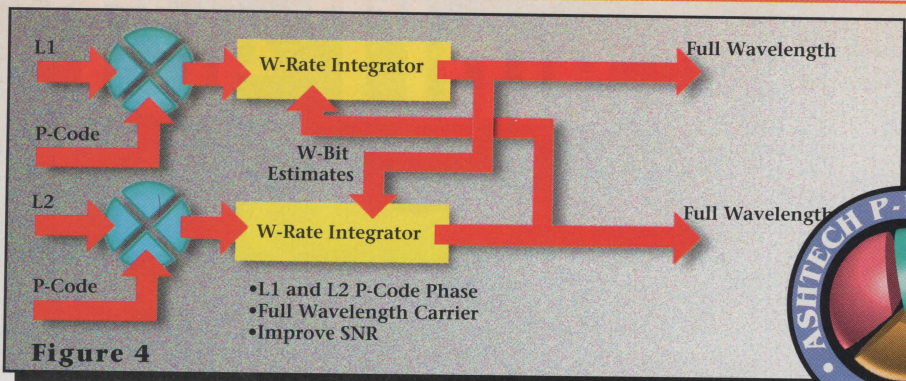 L1
W-Rate Integrator
Full Wavelength
P-Code
W-Bit
Estimates
L2
W-Rate Integrator
Full Wavelength
P-Code
•L1 and L2 P-Code Phase
•Full Wavelength Carrier
•Improve SNR
Figure 4
• ASHTECH P-